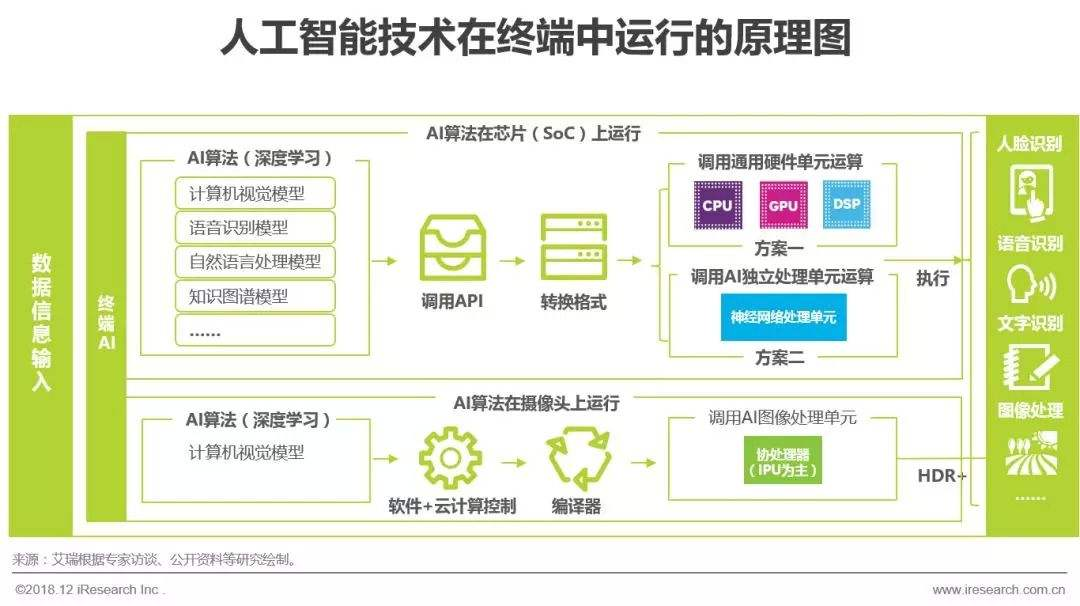 人工智能技术在终端中运行的原理图
数据信息输入
终端AI
AI算法在芯片（SoC）上运行
AI算法（深度学习）
计算机视觉模型
语音识别模型
自然语言处理模型
知识图谱模型
......
调用API
转换格式
调用通用硬件单元运算
CPU
GPU
DSP
方案一
调用AI独立处理单元运算
神经网络处理单元
方案二
执行
AI算法在摄像头上运行
AI算法（深度学习）
计算机视觉模型
软件+云计算控制
编译器
调用AI图像处理单元
协处理器
（IPU为主）
HDR+
人脸识别
语音识别
文字识别
图像处理
......
来源：艾瑞根据专家访谈、公开资料等研究绘制。
©2018.12 iResearch Inc .
www.iresearch.com.cn